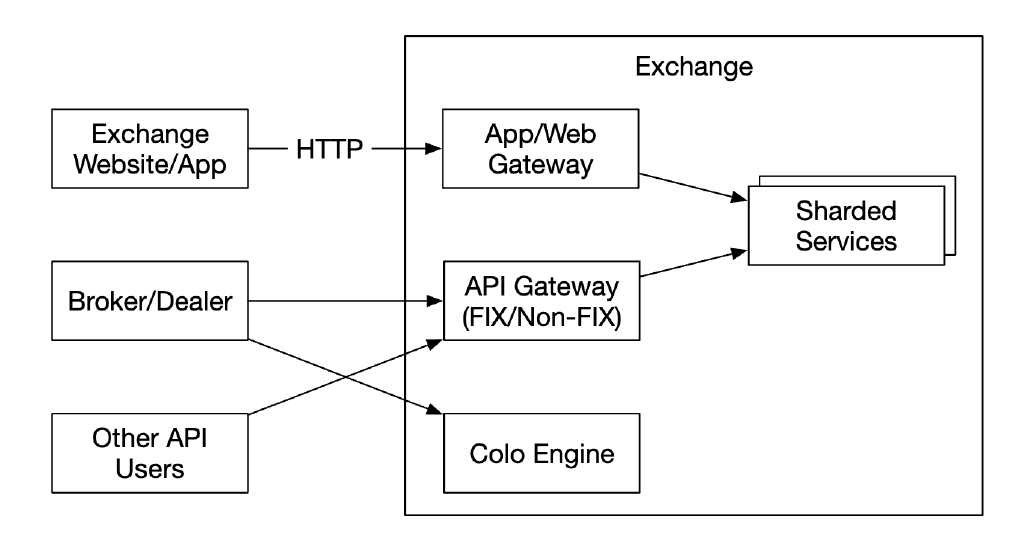 Exchange
Exchange
Website/App
HTTP
App/Web
Gateway
Sharded
Services
Broker/Dealer
API Gateway
(FIX/Non-FIX)
Other API
Users
Colo Engine